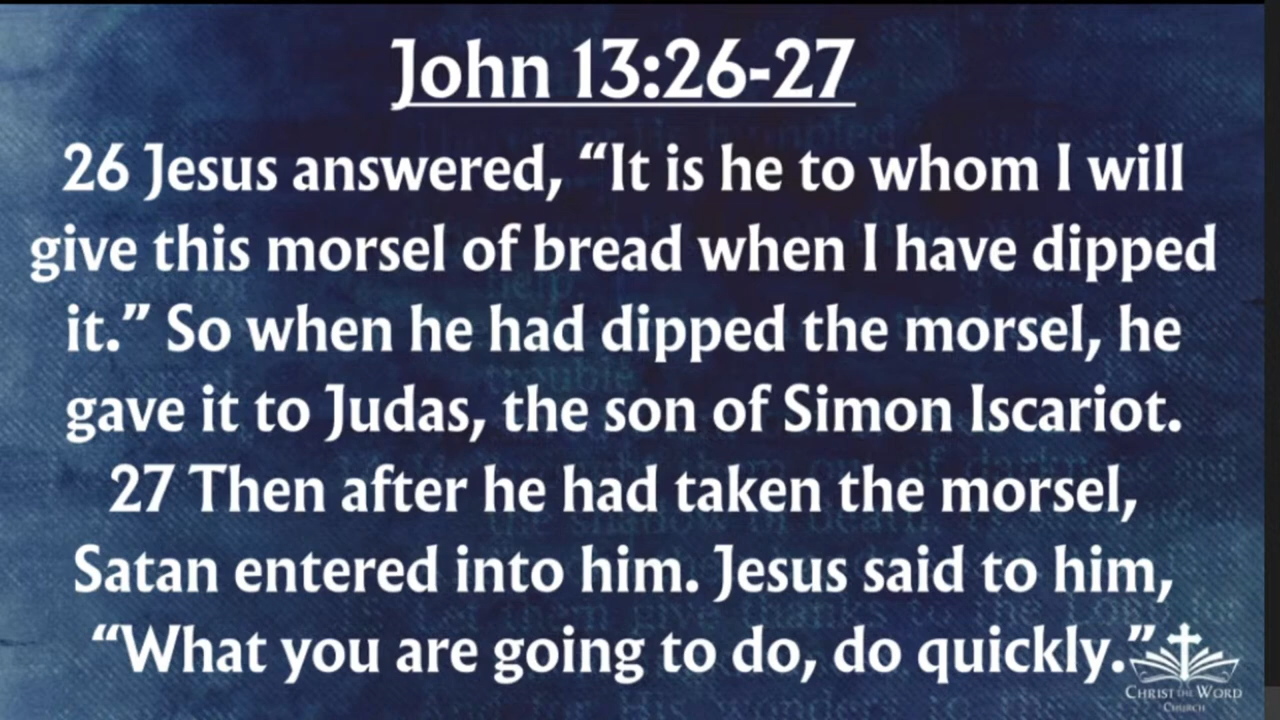 John 13:26-27
26 Jesus answered, “It is he to whom I will
give this morsel of bread when I have dipped
it.” So when he had dipped the morsel, he
gave it to Judas, the son of Simon Iscariot.
27 Then after he had taken the morsel,
Satan entered into him. Jesus said to him,
“What you are going to do, do quickly.”
CHRIST THE WORD
CHURCH